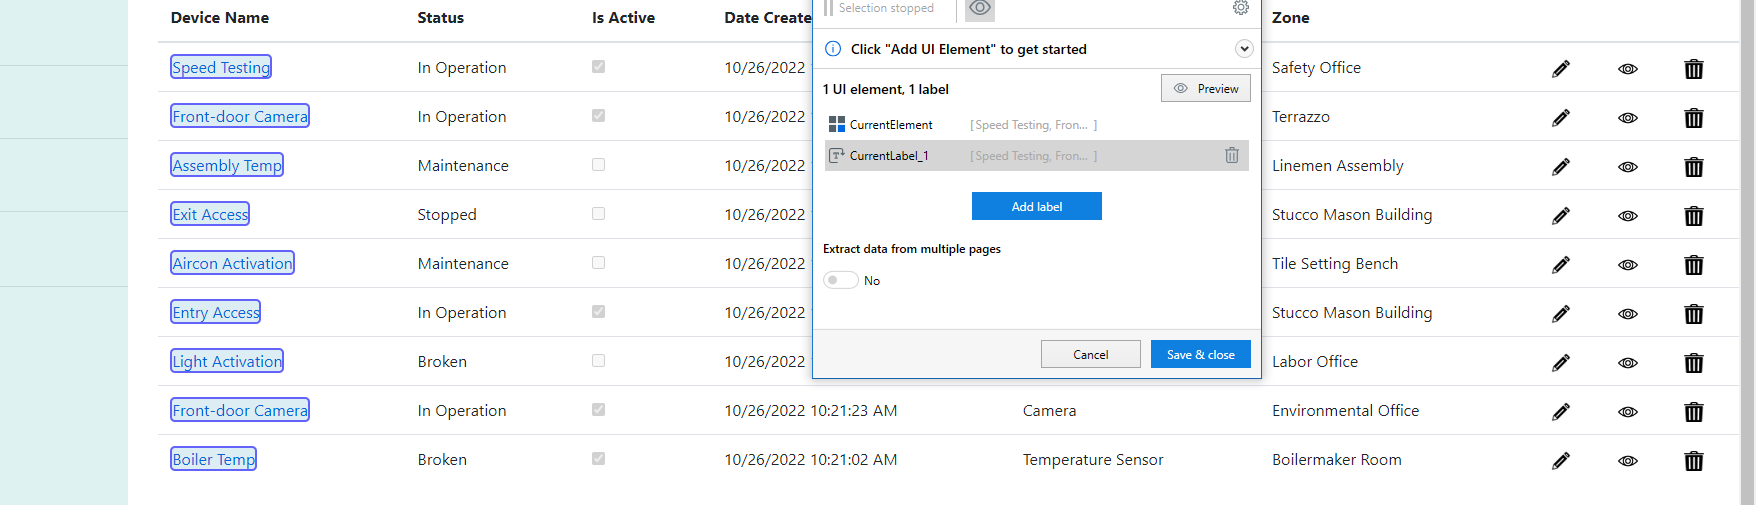 Device Name Status Is Active Date Create Zone
Selection stopped
Click "Add UI Element" to get started
Speed Testing In Operation 10/26/2022 Safety Office
1 UI element, 1 label Preview
Front-door Camera In Operation 10/26/2022 Terrazzo
CurrentElement [ Speed Testing, Fron... ]
Assembly Temp Maintenance 10/26/2022 Linemen Assembly
CurrentLabel_1 [ Speed Testing, Fron... ]
Exit Access Stopped 10/26/2022 Stucco Mason Building
Add label
Extract data from multiple pages
Aircon Activation Maintenance 10/26/2022 Tile Setting Bench
No
Entry Access In Operation 10/26/2022 Stucco Mason Building
Light Activation Broken 10/26/2022 Labor Office
Cancel Save & close
Front-door Camera In Operation 10/26/2022 10:21:23 AM Camera Environmental Office
Boiler Temp Broken 10/26/2022 10:21:02 AM Temperature Sensor Boilermaker Room